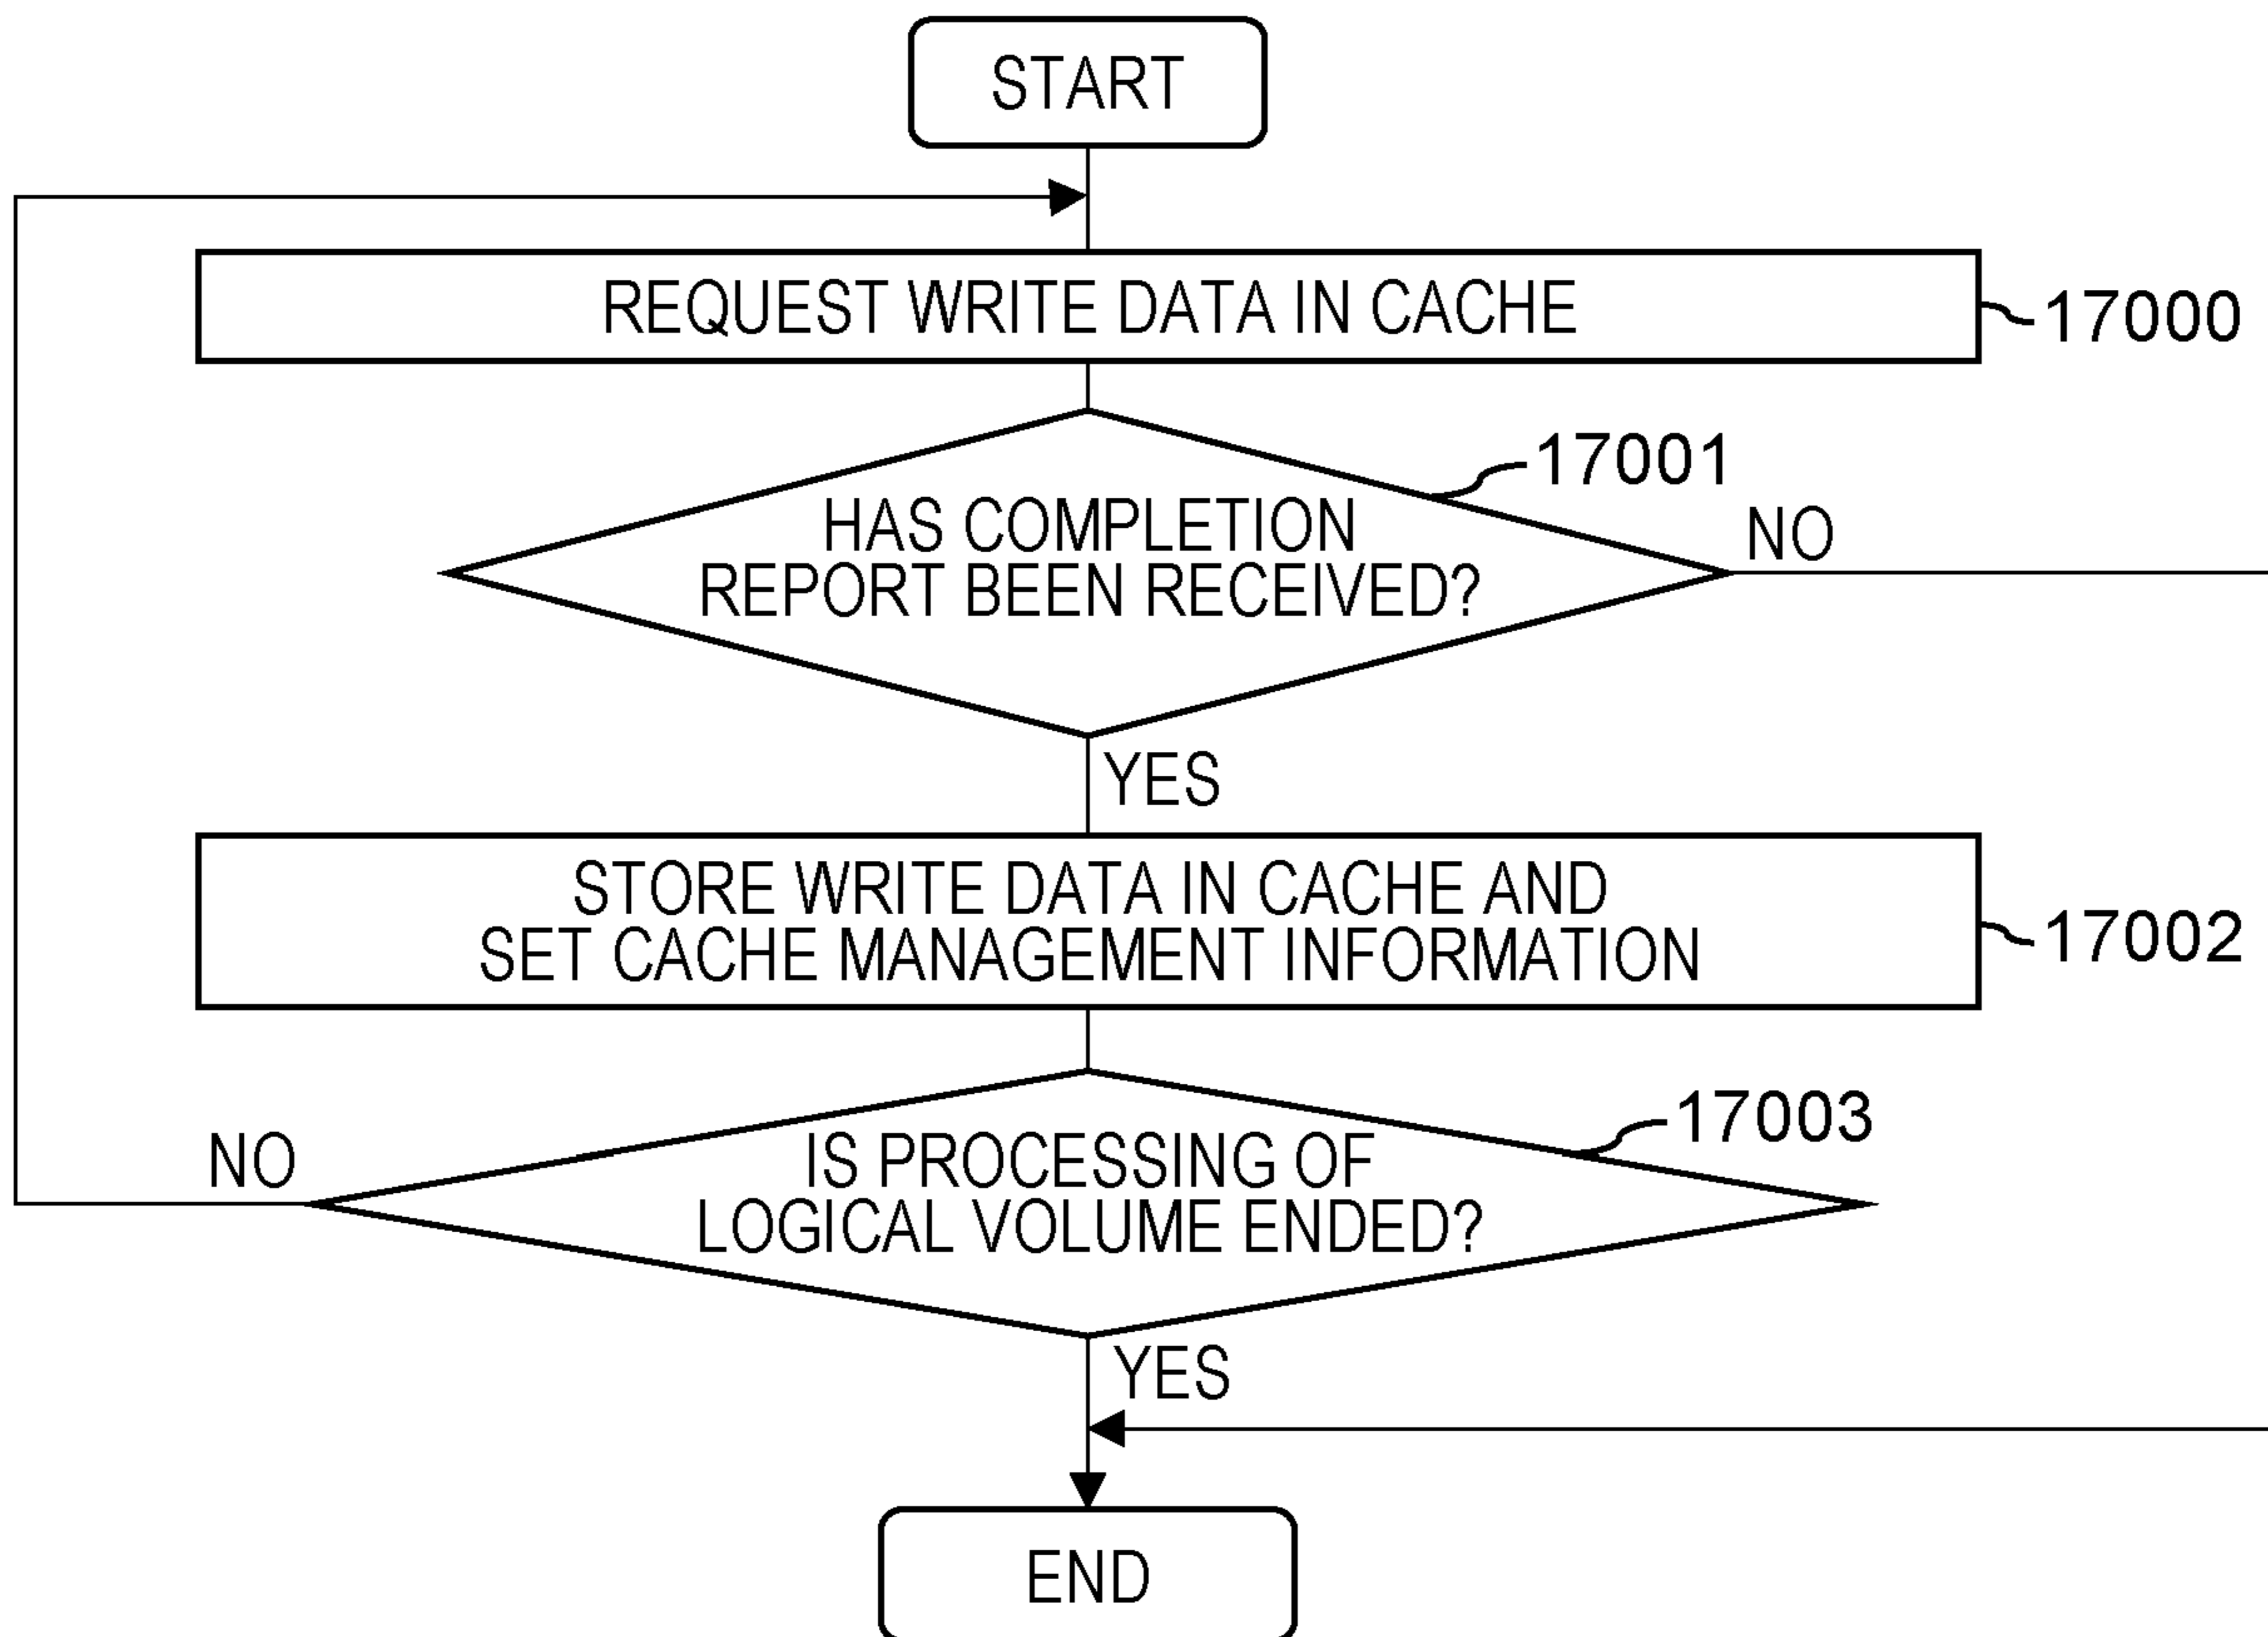 START
REQUEST WRITE DATA IN CACHE
17000
17001
HAS COMPLETION
REPORT BEEN RECEIVED?
NO
YES
STORE WRITE DATA IN CACHE AND
SET CACHE MANAGEMENT INFORMATION
17002
17003
IS PROCESSING OF
LOGICAL VOLUME ENDED?
NO
YES
END